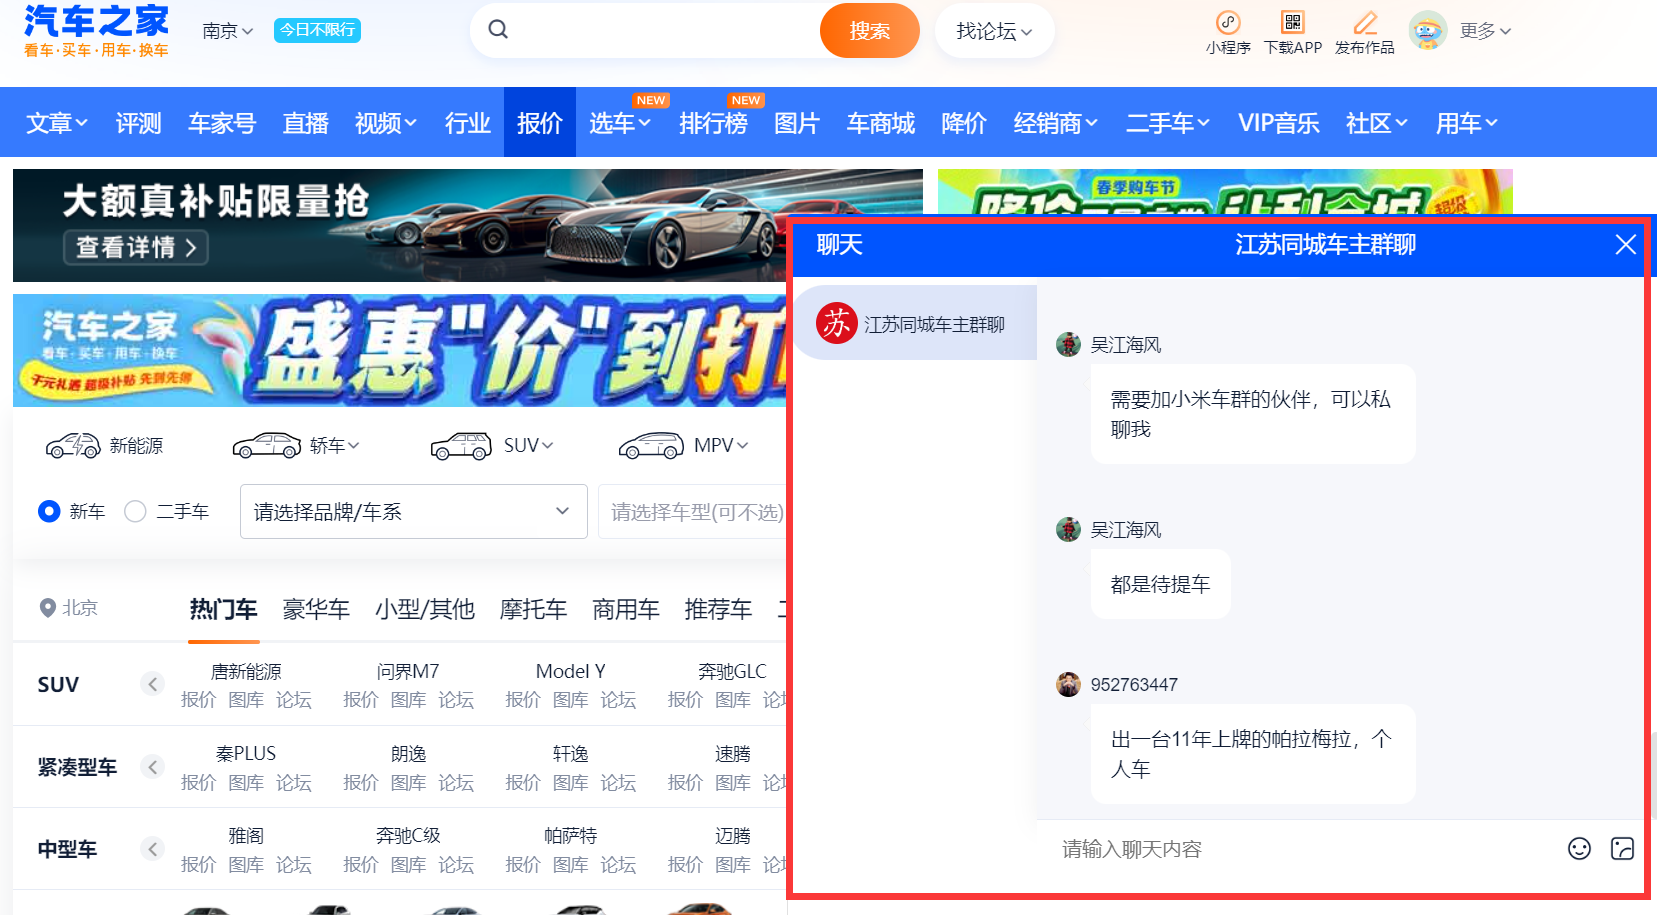 汽车之家
看车·买车·用车·换车
南京
今日不限行
搜索
找论坛
小程序
下载APP
发布作品
更多
文章
评测
车家号
直播
视频
行业
报价
选车
NEW
排行榜
NEW
图片
车商城
降价
经销商
二手车
VIP音乐
社区
用车
大额真补贴限量抢
查看详情
春季购车节
汽车之家
看车·买车·用车·换车
千元礼遇 超级补贴 先到先得
盛惠"价"到打
新能源
轿车
SUV
MPV
新车
二手车
请选择品牌/车系
请选择车型(可不选)
北京
热门车
豪华车
小型/其他
摩托车
商用车
推荐车
SUV
唐新能源
问界M7
Model Y
奔驰GLC
报价 图库 论坛
报价 图库 论坛
报价 图库 论坛
报价 图库 论坛
紧凑型车
秦PLUS
朗逸
轩逸
速腾
报价 图库 论坛
报价 图库 论坛
报价 图库 论坛
报价 图库 论坛
中型车
雅阁
奔驰C级
帕萨特
迈腾
报价 图库 论坛
报价 图库 论坛
报价 图库 论坛
报价 图库 论坛
聊天
江苏同城车主群聊
苏
江苏同城车主群聊
吴江海风
需要加小米车群的伙伴，可以私
聊我
吴江海风
都是待提车
952763447
出一台11年上牌的帕拉梅拉，个
人车
请输入聊天内容